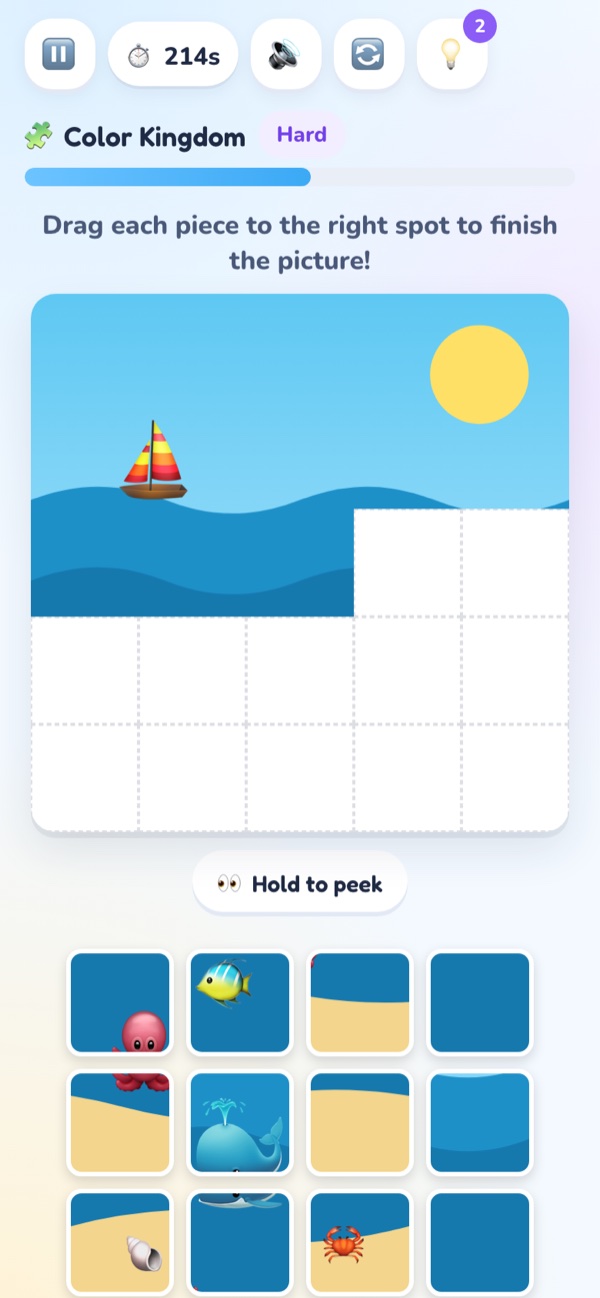 214s
2
Color Kingdom
Hard
Drag each piece to the right spot to finish
the picture!
Hold to peek